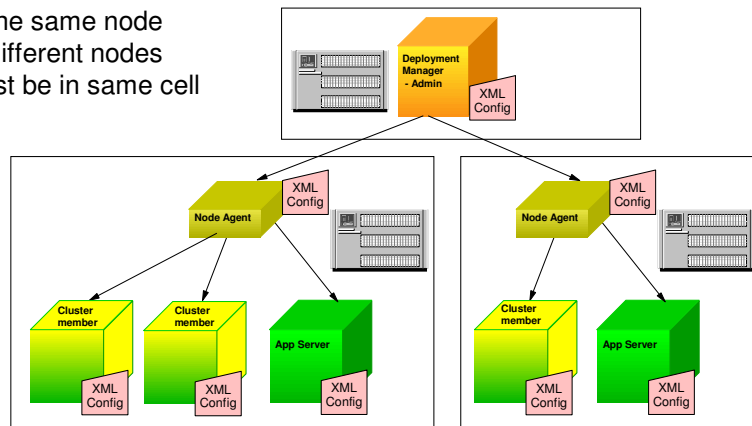 he same node
ifferent nodes
st be in same cell
Deployment
Manager
- Admin
XML
Config
Node Agent
XML
Config
Node Agent
XML
Config
Cluster
member
XML
Config
Cluster
member
XML
Config
App Server
XML
Config
Cluster
member
XML
Config
App Server
XML
Config